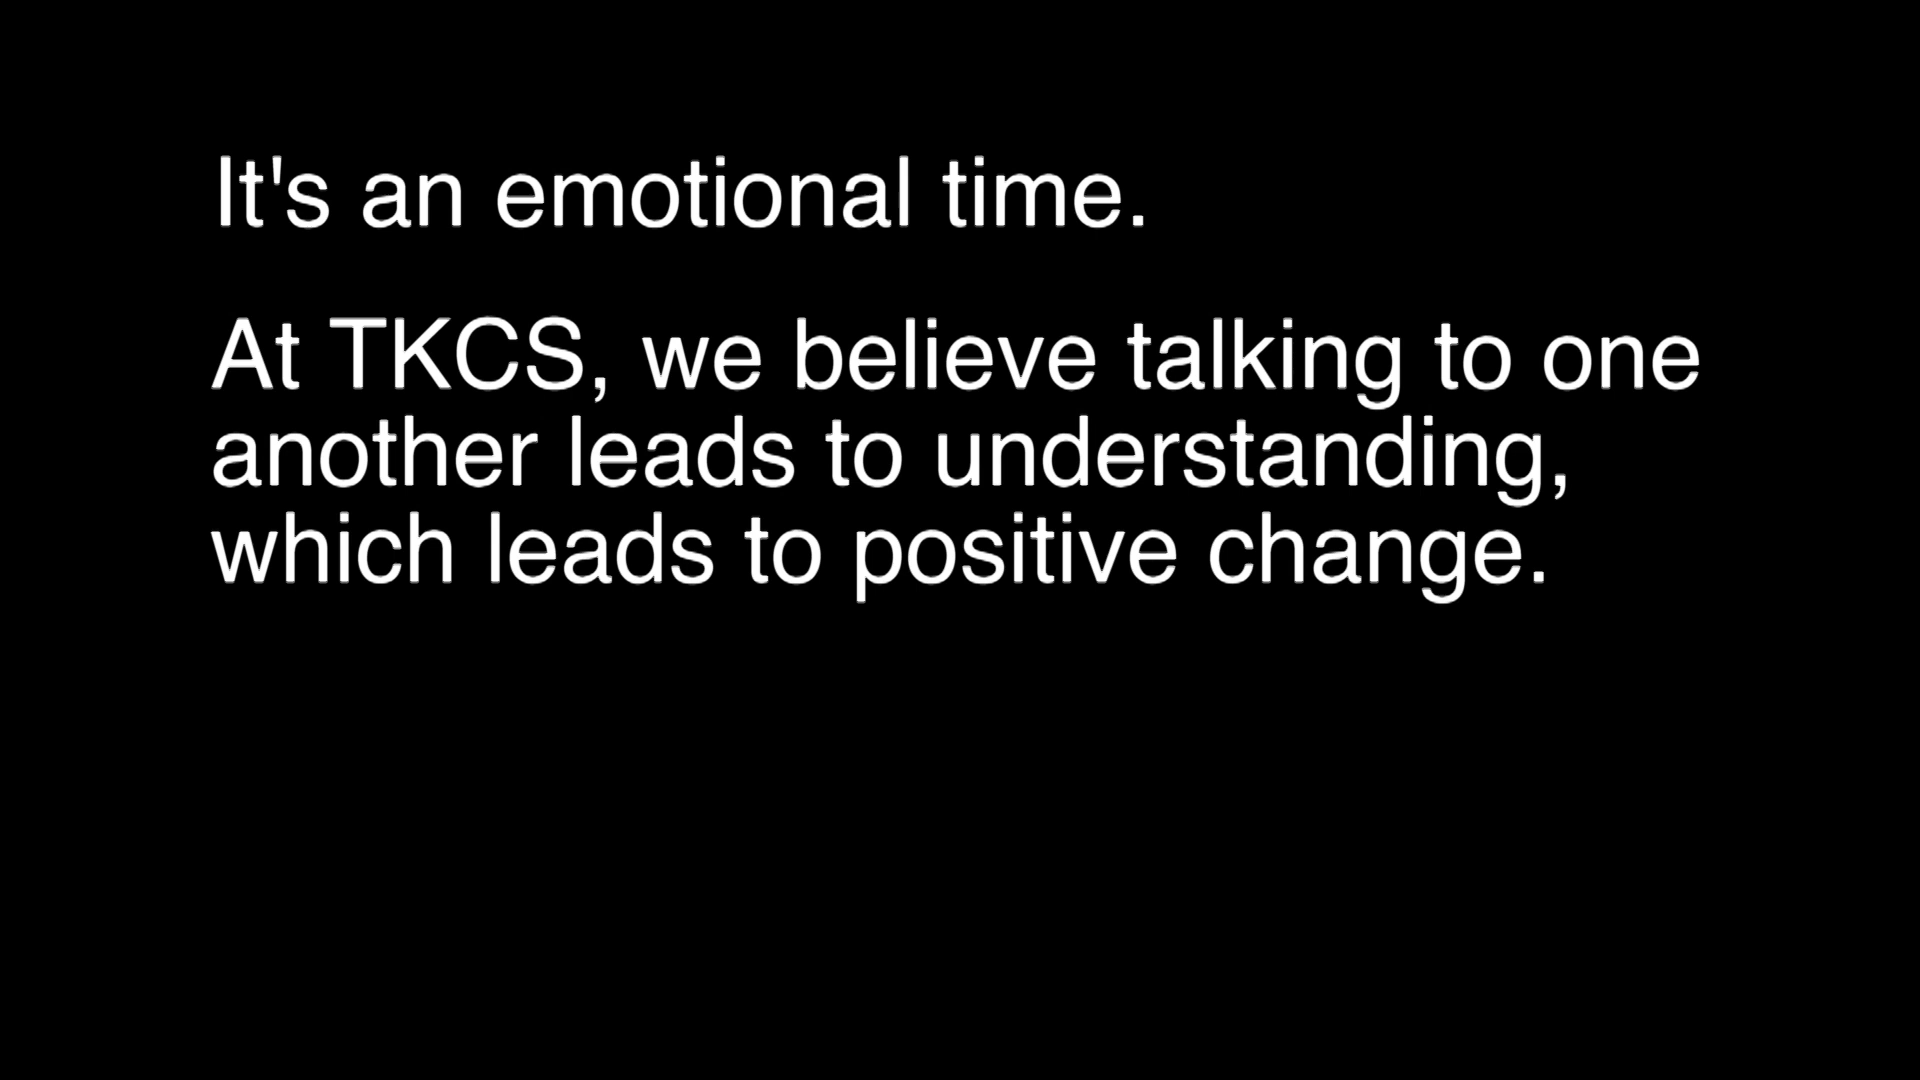 It's an emotional time.
At TKCS, we believe talking to one
another leads to understanding,
which leads to positive change.